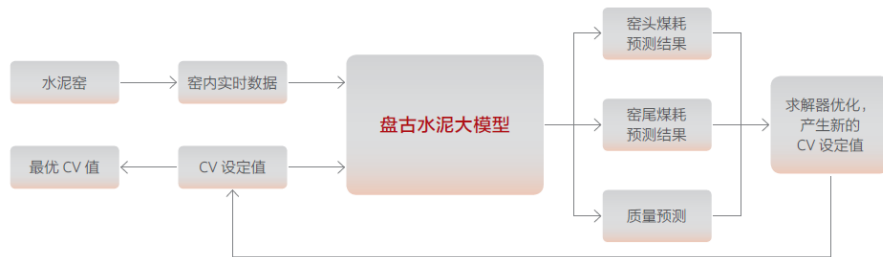 水泥窑
窑内实时数据
最优 CV 值
CV 设定值
盘古水泥大模型
窑头煤耗
预测结果
窑尾煤耗
预测结果
质量预测
求解器优化，
产生新的
CV 设定值